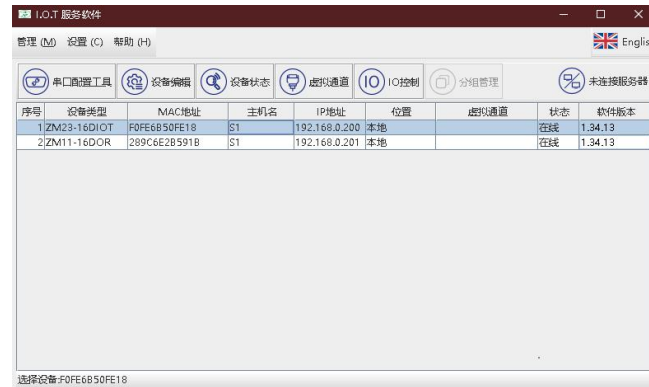 I.O.T 服务软件
管理 (M) 设置 (C) 帮助 (H) Englis
串口配置工具 设备编辑 设备状态 虚拟通道 IO IO控制 分组管理 未连接服务器
序号 设备类型 MAC地址 主机名 IP地址 位置 虚拟通道 状态 软件版本
1 ZM23-16DIOT F0FE6B50FE18 S1 192.168.0.200 本地 在线 1.34.13
2 ZM11-16DOR 289C6E2B591B S1 192.168.0.201 本地 在线 1.34.13
选择设备:F0FE6B50FE18